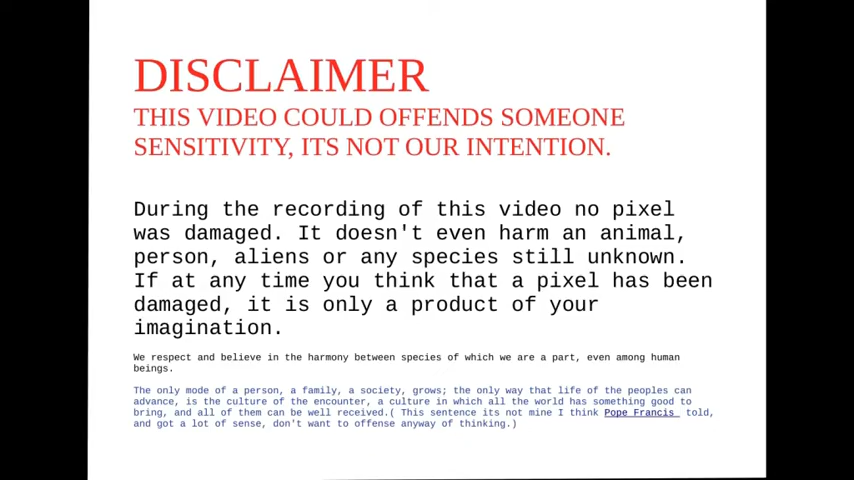 DISCLAIMER
THIS VIDEO COULD OFFENDS SOMEONE
SENSITIVITY, ITS NOT OUR INTENTION.
During the recording of this video no pixel
was damaged. It doesn't even harm an animal,
person, aliens or any species still unknown.
If at any time you think that a pixel has been
damaged, it is only a product of your
imagination.
We respect and believe in the harmony between species of which we are a part, even among human
beings.
The only mode of a person, a family, a society, grows; the only way that life of the peoples can
advance, is the culture of the encounter, a culture in which all the world has something good to
bring, and all of them can be well received.( This sentence its not mine I think Pope Francis  told,
and got a lot of sense, don't want to offense anyway of thinking.)